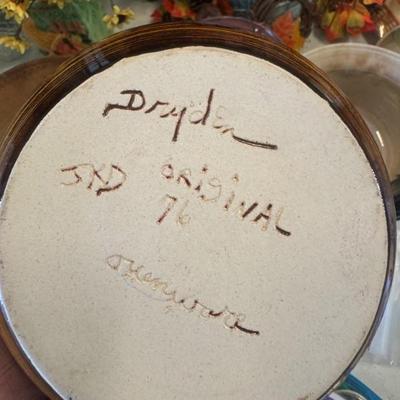 Dryden
JKD ORIGINAL
76
ovenware